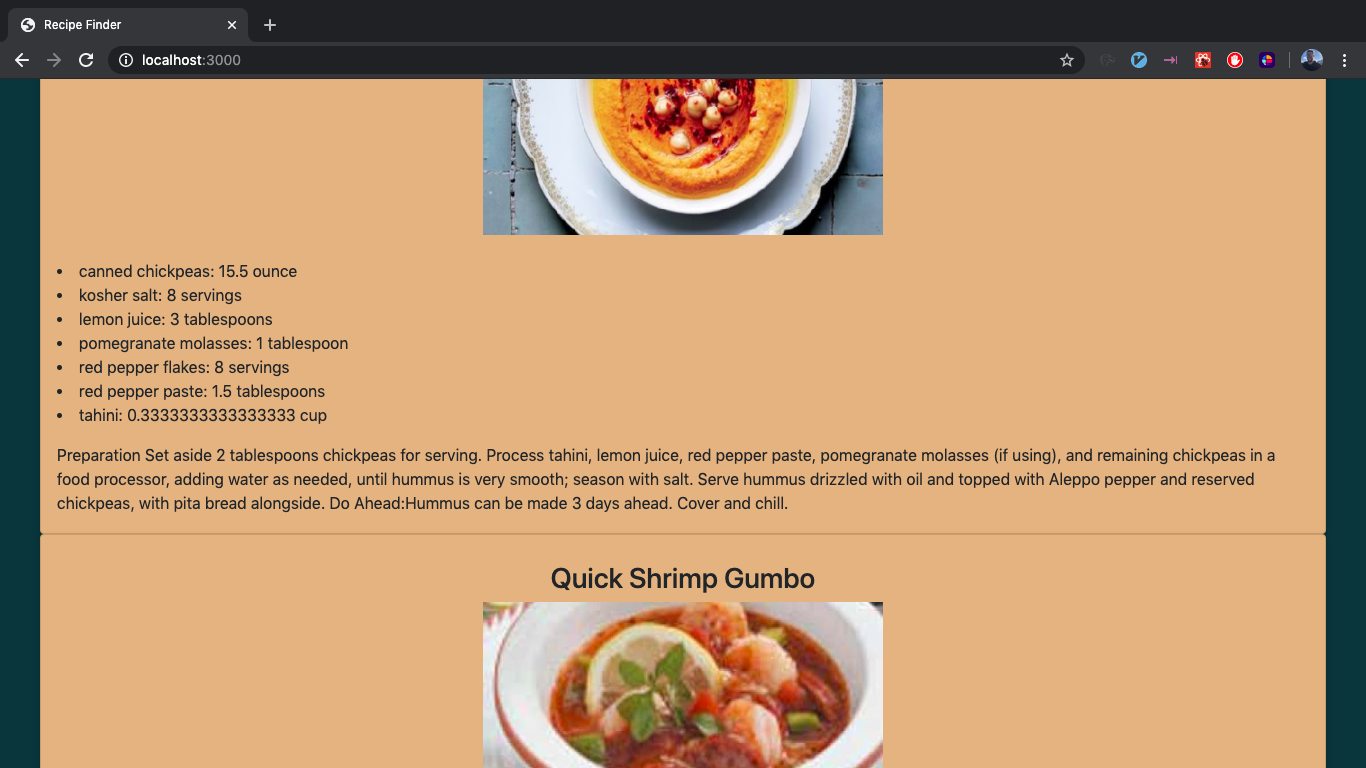 Recipe Finder
localhost:3000
• canned chickpeas: 15.5 ounce
• kosher salt: 8 servings
• lemon juice: 3 tablespoons
• pomegranate molasses: 1 tablespoon
• red pepper flakes: 8 servings
• red pepper paste: 1.5 tablespoons
• tahini: 0.3333333333333333 cup
Preparation Set aside 2 tablespoons chickpeas for serving. Process tahini, lemon juice, red pepper paste, pomegranate molasses (if using), and remaining chickpeas in a
food processor, adding water as needed, until hummus is very smooth; season with salt. Serve hummus drizzled with oil and topped with Aleppo pepper and reserved
chickpeas, with pita bread alongside. Do Ahead:Hummus can be made 3 days ahead. Cover and chill.
Quick Shrimp Gumbo